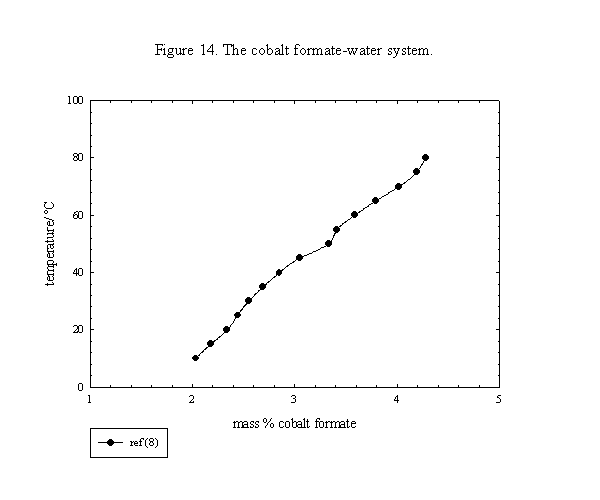 Figure 14. The cobalt formate-water system.
100
80
60
40
20
0
temperature/°C
1 2 3 4 5
mass % cobalt formate
ref(8)